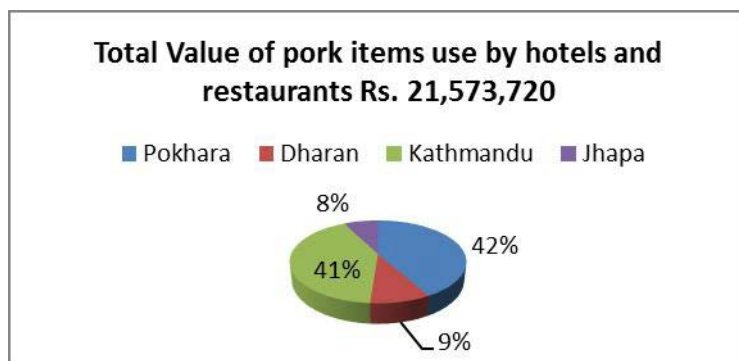 Total Value of pork items use by hotels and
restaurants Rs. 21,573,720
Pokhara Dharan Kathmandu Jhapa
8%
42%
41%
9%